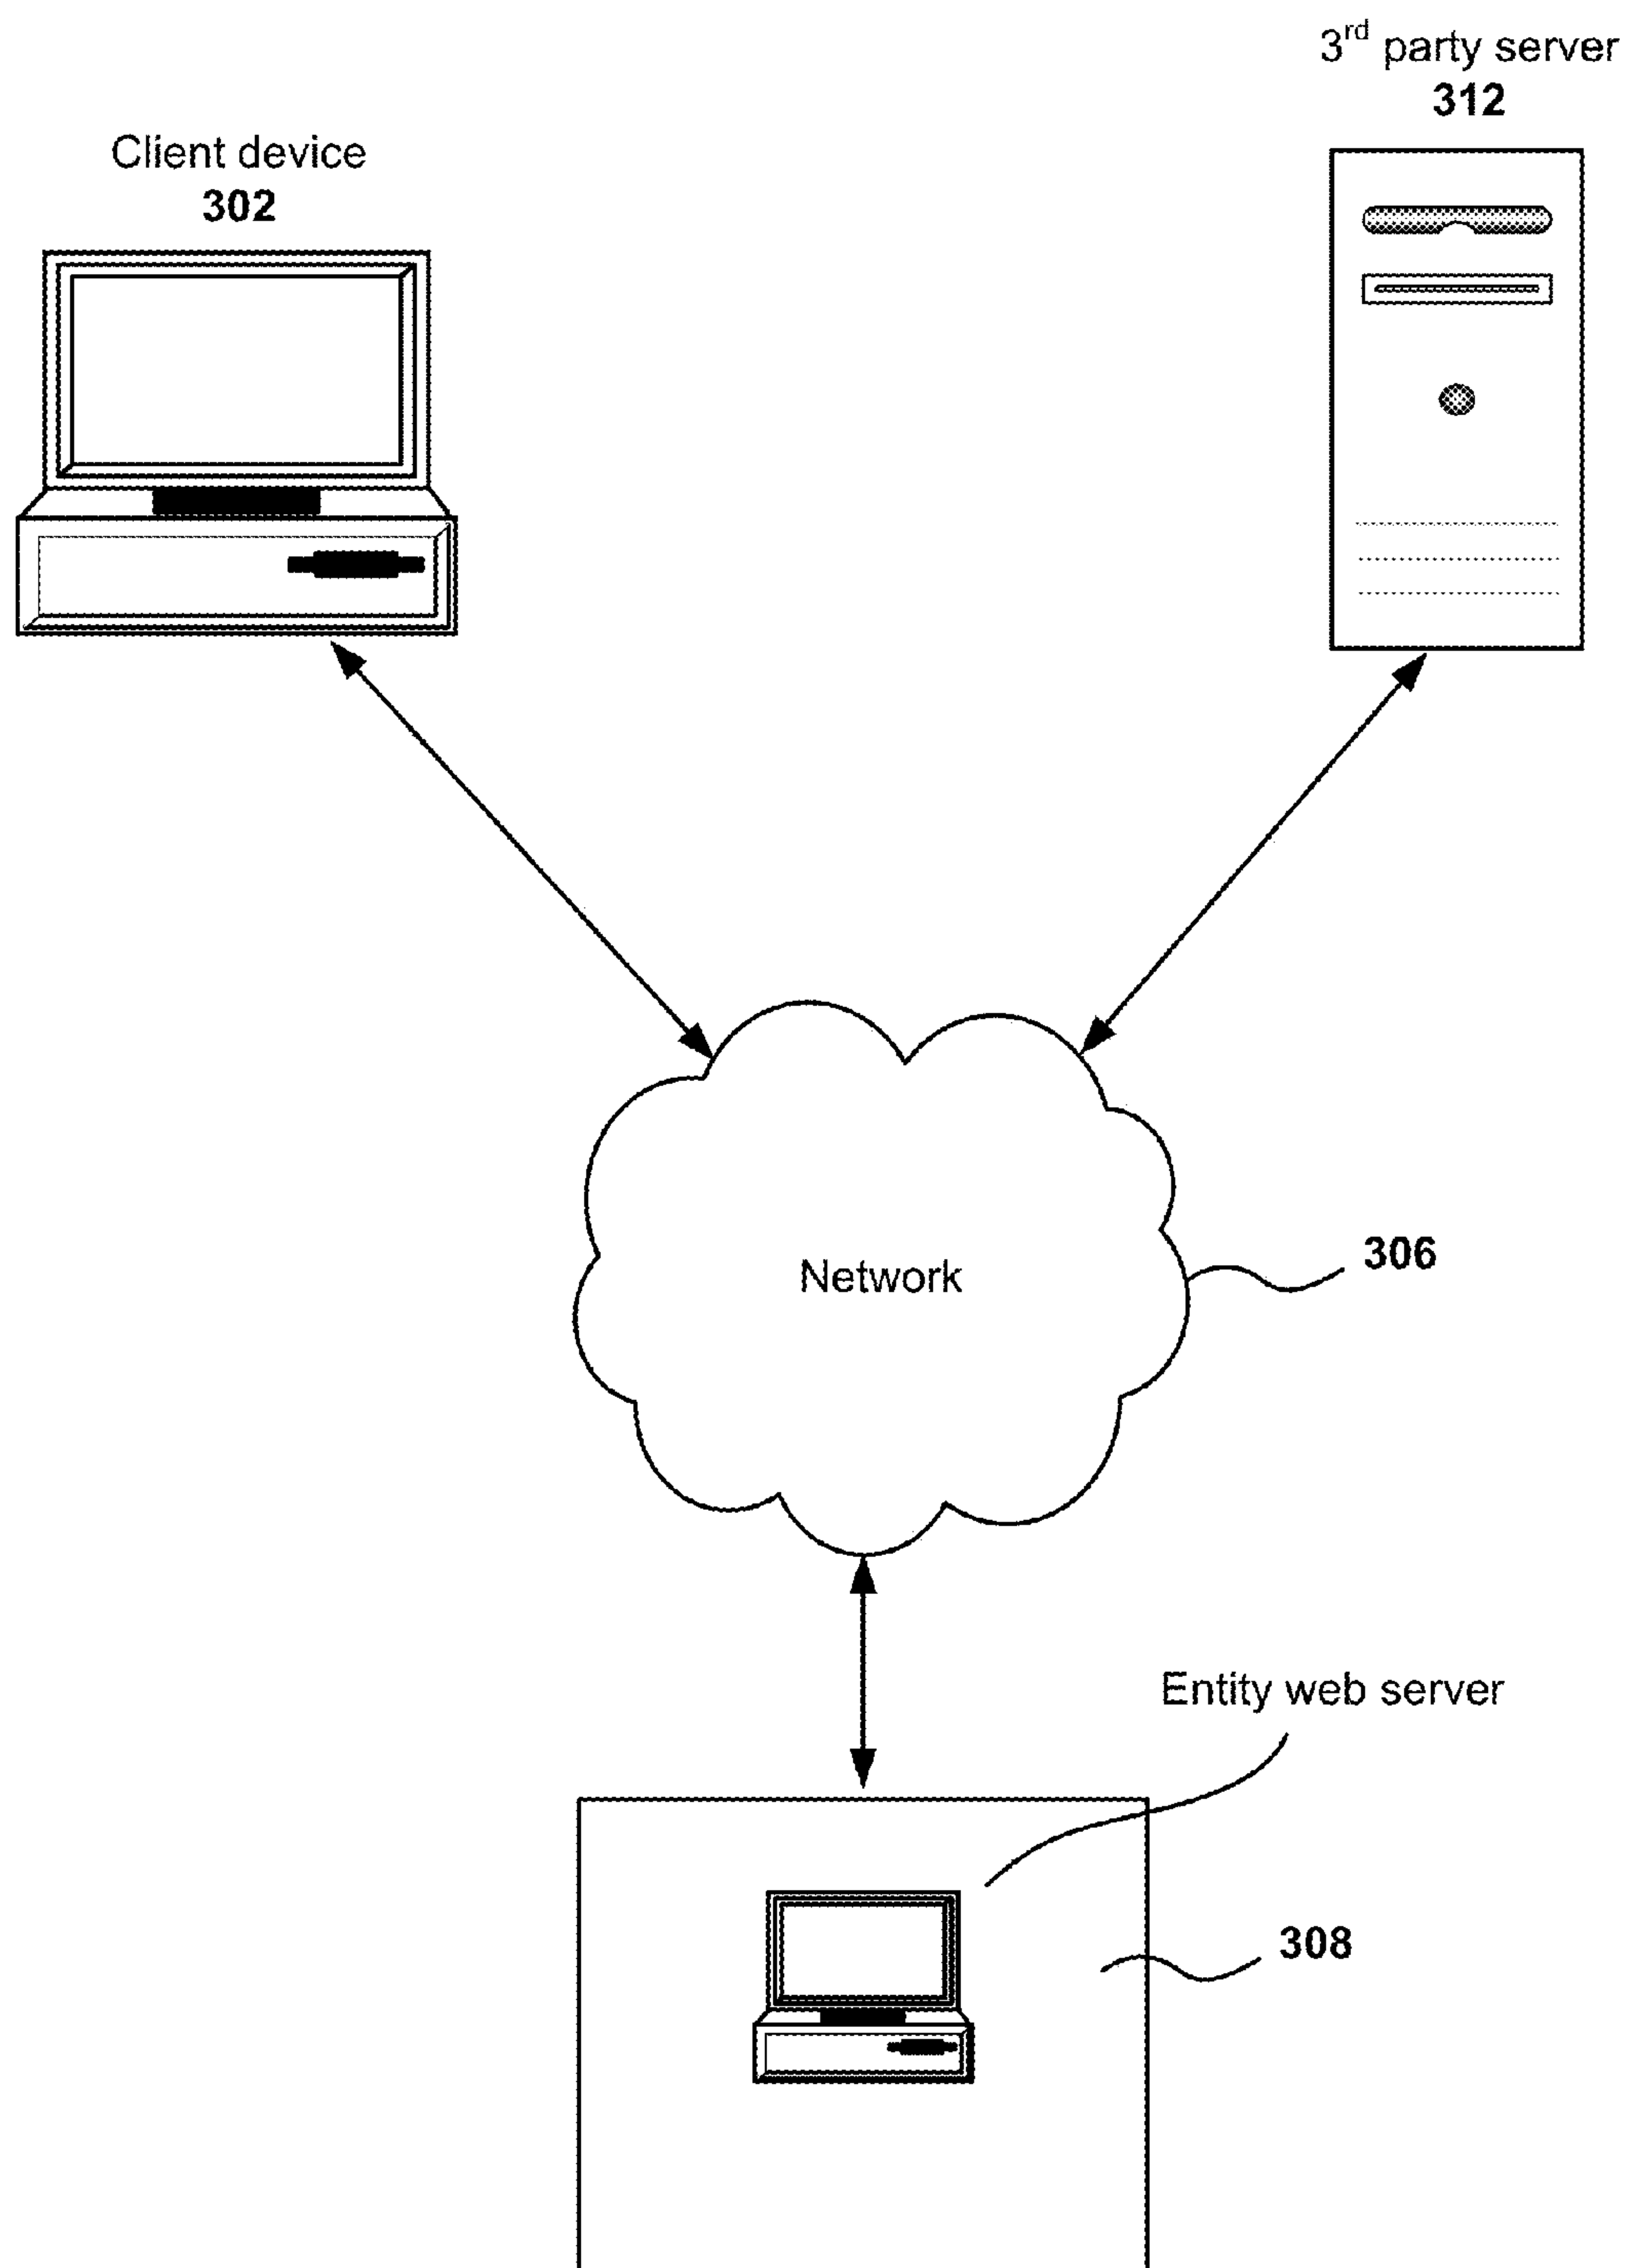 3rd party server
312
Client device
302
Network
306
Entity web server
308